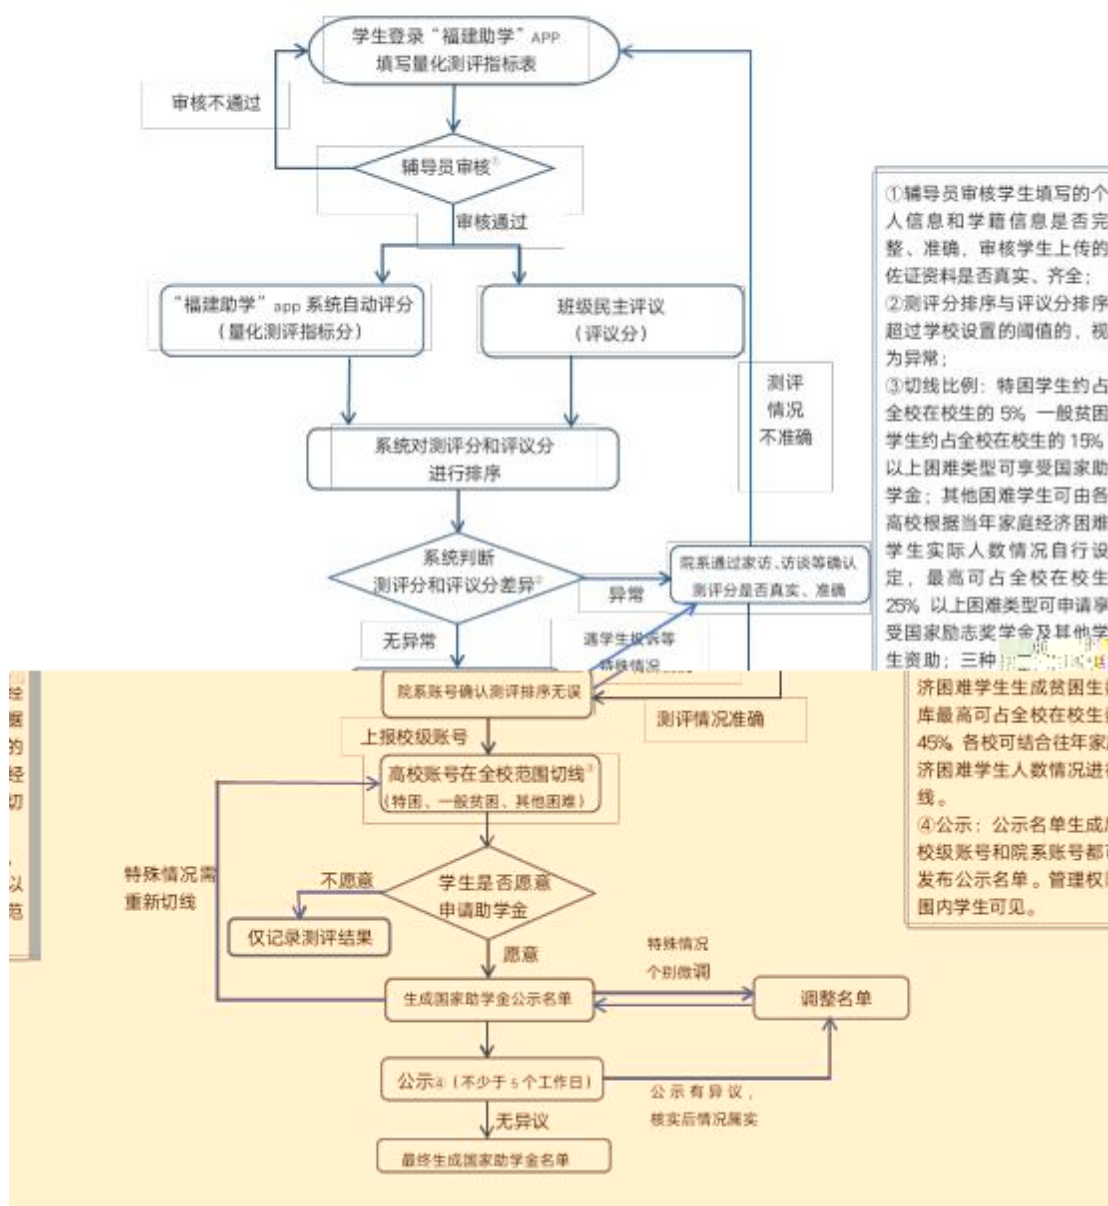 学生登录“福建助学”APP
填写量化测评指标表
审核不通过
辅导员审核①
审核通过
“福建助学”app 系统自动评分
（量化测评指标分）
班级民主评议
（评议分）
测评
情况
不准确
系统对测评分和评议分
进行排序
系统判断
测评分和评议分差异②
异常
院系通过家访、访谈等确认
测评分是否真实、准确
无异常
遇学生投诉等
特殊情况
院系账号确认测评排序无误
测评情况准确
上报校级账号
高校账号在全校范围切线③
（特困、一般贫困、其他困难）
特殊情况需
重新切线
学生是否愿意
申请助学金
不愿意
仅记录测评结果
愿意
特殊情况
个别微调
生成国家助学金公示名单
调整名单
公示④（不少于5个工作日）
公示有异议，
核实后情况属实
无异议
最终生成国家助学金名单
①辅导员审核学生填写的个
人信息和学籍信息是否完
整、准确，审核学生上传的
佐证资料是否真实、齐全；
②测评分排序与评议分排序
超过学校设置的阈值的，视
为异常；
③切线比例：特困学生约占
全校在校生的 5% 一般贫困
学生约占全校在校生的 15%
以上困难类型可享受国家助
学金；其他困难学生可由各
高校根据当年家庭经济困难
学生实际人数情况自行设
定，最高可占全校在校生
25% 以上困难类型可申请享
受国家励志奖学金及其他学
生资助；三种
济困难学生生成贫困生
库最高可占全校在校生
45% 各校可结合往年家
济困难学生人数情况进
线。
④公示：公示名单生成
校级账号和院系账号都
发布公示名单。管理权
围内学生可见。
据
的
经
切
以
范